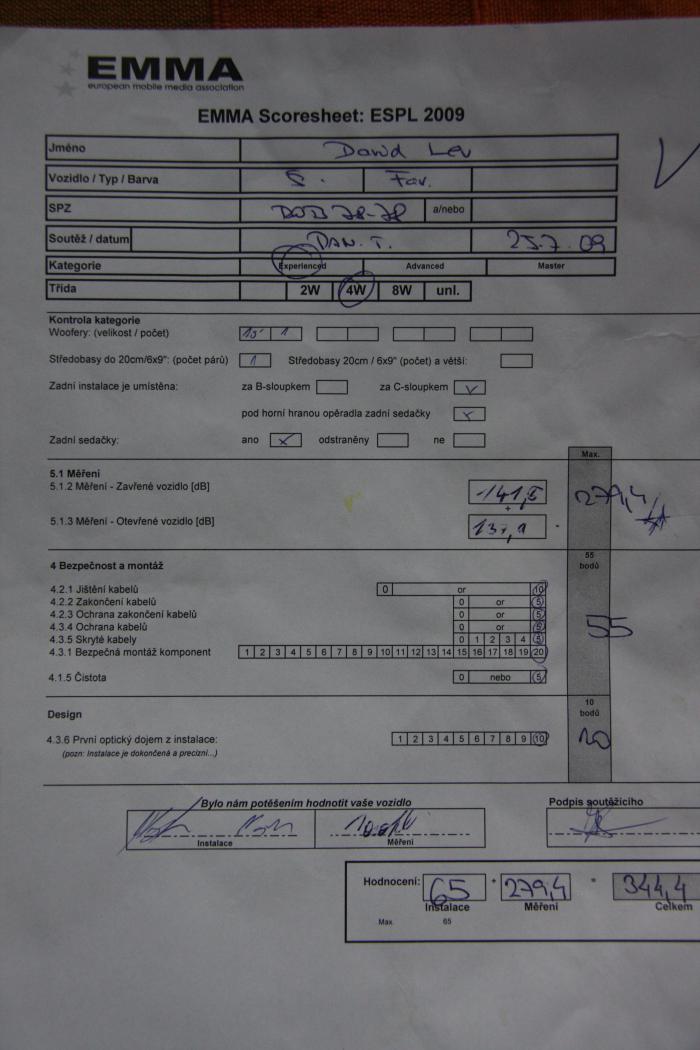 EMMA
european mobile media association
EMMA Scoresheet: ESPL 2009
Jméno David Lev
Vozidlo / Typ / Barva Š. Fav.
SPZ 78-78 a/nebo
Soutěž / datum DAN. T. 25.7.09
Kategorie Experienced Advanced Master
Třída 2W 4W 8W unl.
Kontrola kategorie
Woofery: (velikost / počet) 15" 1
Středobasy do 20cm/6x9": (počet párů) 1 Středobasy 20cm / 6x9" (počet) a větší:
Zadní instalace je umístěna: za B-sloupkem za C-sloupkem v
pod horní hranou opěradla zadní sedačky x
Zadní sedačky: ano x odstraněny ne
Max.
5.1 Měření
5.1.2 Měření - Zavřené vozidlo [dB] 141,5 279,4
+
5.1.3 Měření - Otevřené vozidlo [dB]
55
4 Bezpečnost a montáž bodů
4.2.1 Jištění kabelů 0 or 10
4.2.2 Zakončení kabelů 0 or 5
4.2.3 Ochrana zakončení kabelů 0 or 5
4.3.4 Ochrana kabelů 0 or 5 55
4.3.5 Skryté kabely 0 1 2 3 4 5
4.3.1 Bezpečná montáž komponent 1 2 3 4 5 6 7 8 9 10 11 12 13 14 15 16 17 18 19 20
4.1.5 Čistota 0 nebo 5
10
Design bodů
4.3.6 První optický dojem z instalace: 1 2 3 4 5 6 7 8 9 10 10
(pozn: Instalace je dokončená a precizní...)
Bylo nám potěšením hodnotit vaše vozidlo Podpis soutěžícího
Instalace Měření
Hodnocení: 65 + 279,4 = 344,4
Instalace Měření Celkem
Max 65